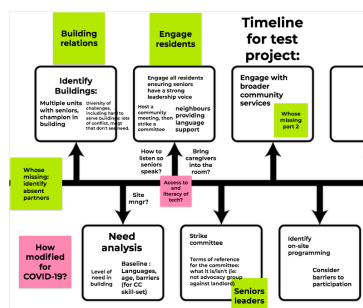 Building
relations
Engage
residents
Timeline
for test
project:
Identify
Buildings:
Multiple units
with seniors,
champion in
building
Diversity of
challenges,
including hard to
serve buildings: lots
of conflict, mgt
that don't see need.
Engage all residents
ensuring seniors
have a strong
leadership voice
Host a
community
meeting, then
strike a
committee
neighbours
providing
language
support
Engage with
broader
community
services
Whose
missing
part 2
Whose
missing:
identify
absent
partners
How to
listen so
seniors
speak?
Bring
caregivers
into the
room?
Access to
and
literacy of
tech?
Site
mngr?
How
modified
for
COVID-19?
Need
analysis
Level of
need in
building
Baseline :
Languages,
age, barriers
(for CC
skill-set)
Strike
committee
Terms of reference
for the committee:
what it is/isn't (ie:
not advocacy group
against landlord)
Seniors
leaders
Identify
on-site
programming
Consider
barriers to
participation